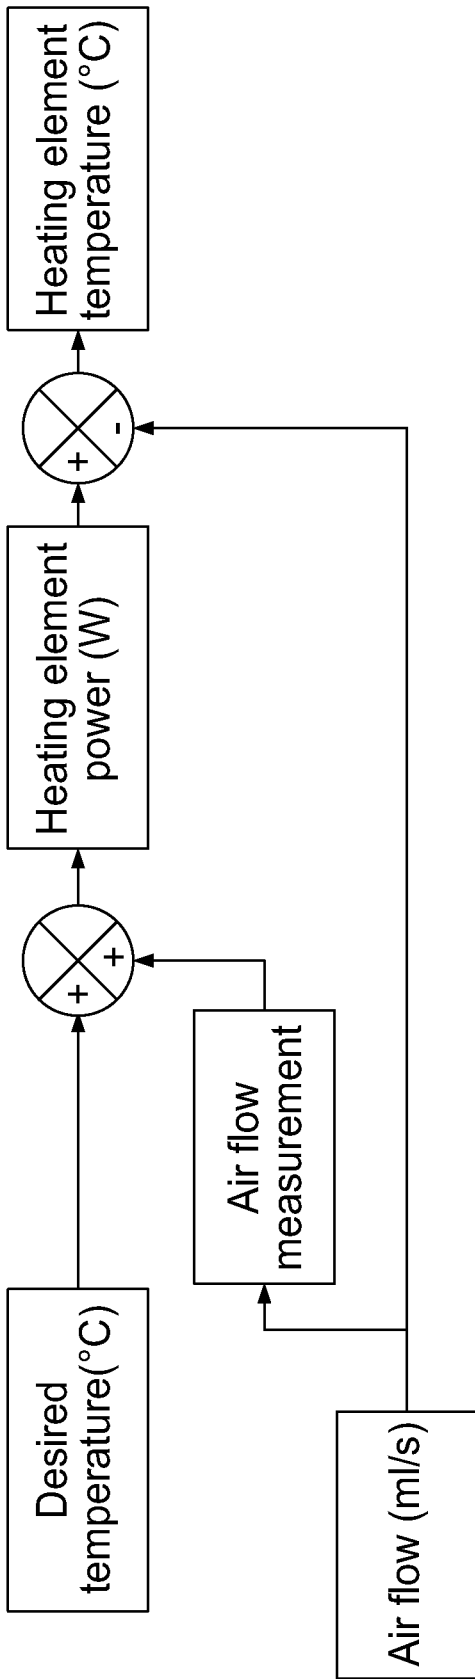 Desired
temperature(°C)
+
+
Heating element
power (W)
+
-
Heating element
temperature (°C)
Air flow
measurement
Air flow (ml/s)